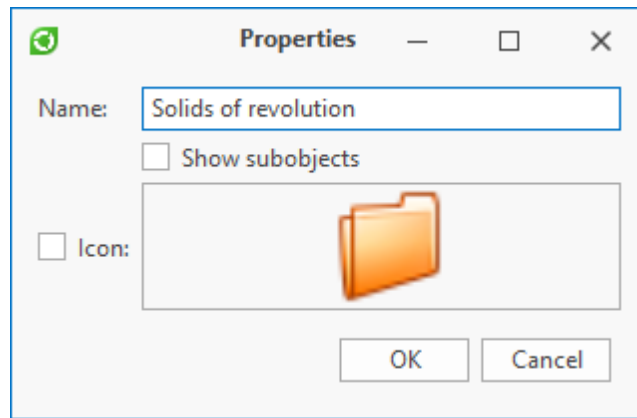 Properties
Name: Solids of revolution
Show subobjects
Icon:
OK Cancel